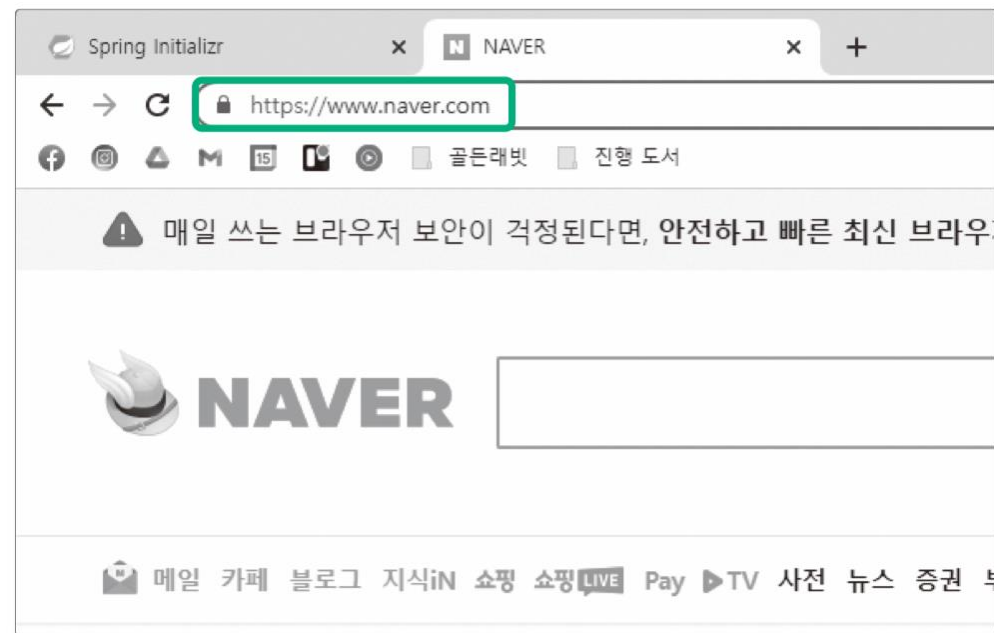 Spring Initializr
NAVER
https://www.naver.com
15
골든래빗
진행 도서
매일 쓰는 브라우저 보안이 걱정된다면, 안전하고 빠른 최신 브라우
NAVER
메일 카페 블로그 지식iN 쇼핑 쇼핑LIVE Pay TV 사전 뉴스 증권